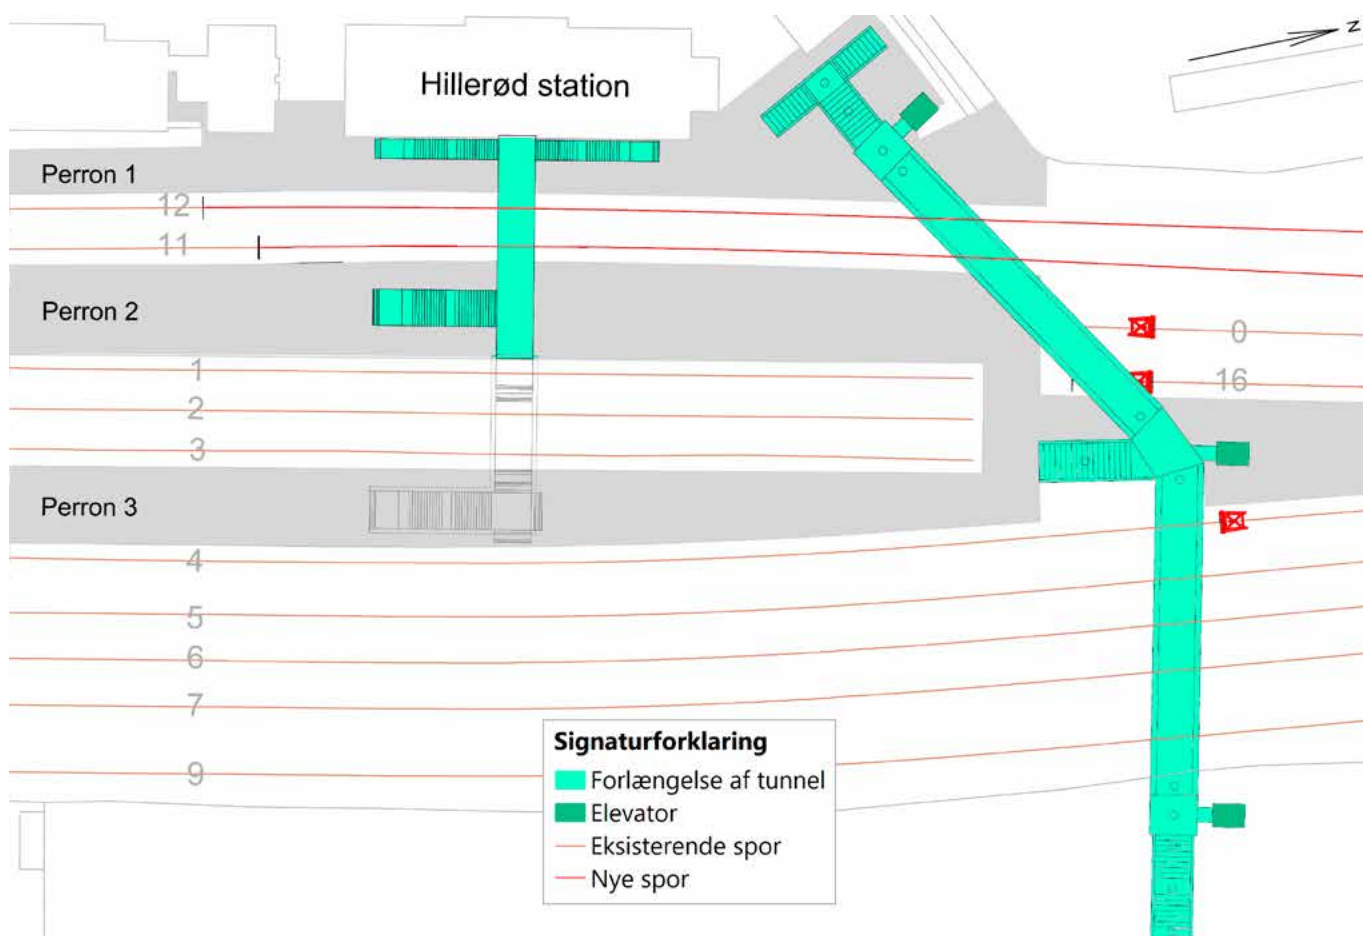 Hillerød station
N
Perron 1
12
11
Perron 2
0
1
16
2
3
Perron 3
4
5
6
7
9
Signaturforklaring
Forlængelse af tunnel
Elevator
Eksisterende spor
Nye spor